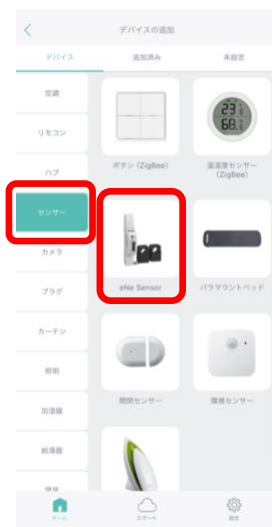 デバイスの追加
デバイス
追加済み
未設定
空調
リモコン
ハブ
センサー
カメラ
プラグ
カーテン
照明
加湿器
給湯器
ボタン (ZigBee)
温湿度センサー
(ZigBee)
eNe Sensor
パラマウントベッド
開閉センサー
環境センサー
ホーム
スマート
設定